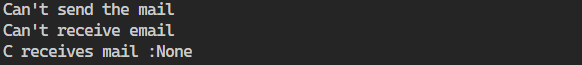 Can't send the mail
Can't receive email
C receives mail :None